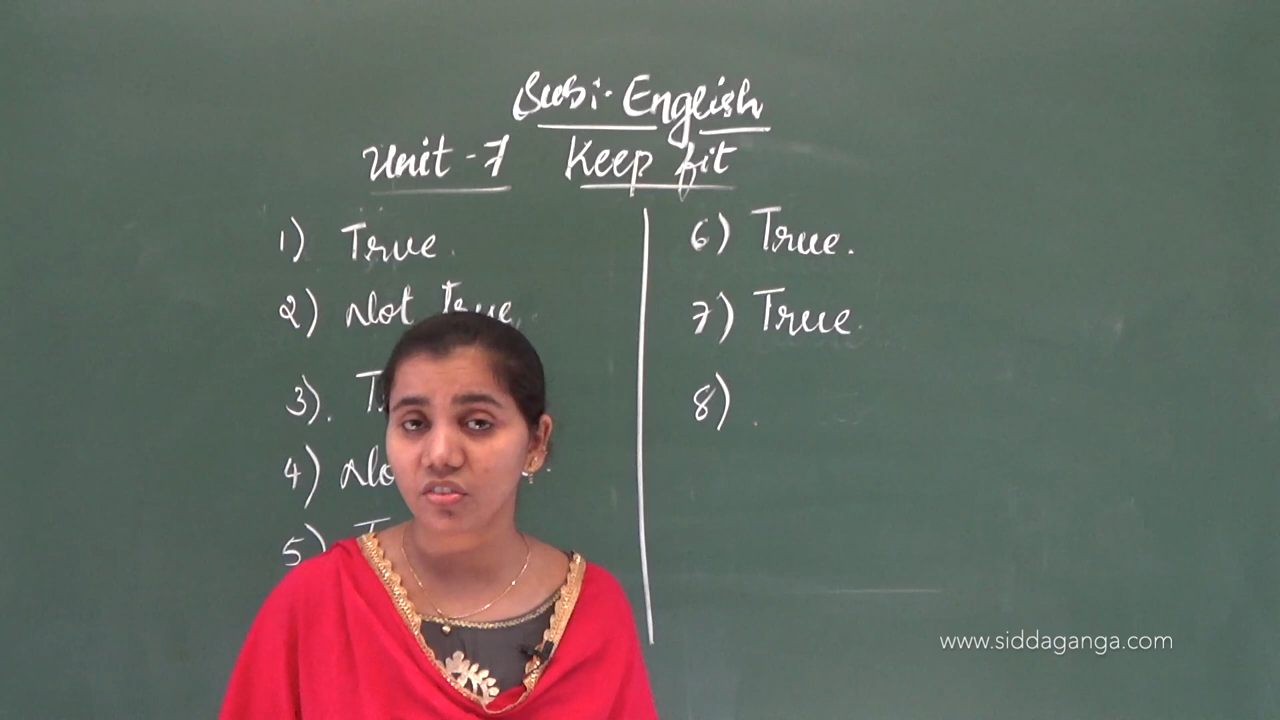 Sub:- English
Unit - 7 Keep fit
1) True.
2) Not True.
3).
4)
5)
6) True.
7) True.
8)
www.siddaganga.com